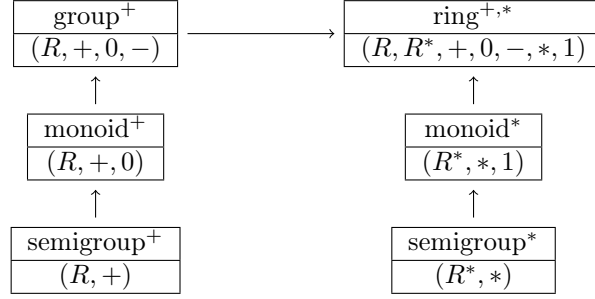 group⁺
(R, +, 0, −)
ring⁺,*
(R, R*, +, 0, −, *, 1)
monoid⁺
(R, +, 0)
monoid*
(R*, *, 1)
semigroup⁺
(R, +)
semigroup*
(R*, *)